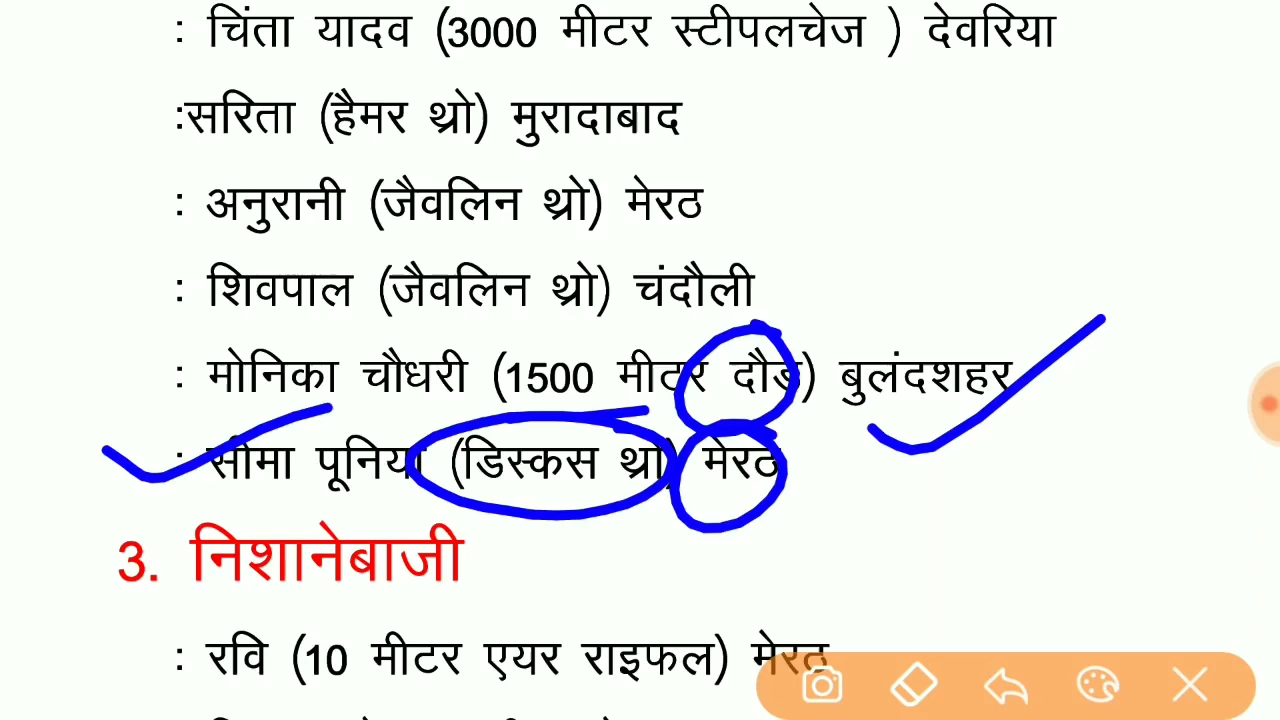 : चिंता यादव (3000 मीटर स्टीपलचेज ) देवरिया
:सरिता (हैमर थ्रो) मुरादाबाद
: अनुरानी (जैवलिन थ्रो) मेरठ
: शिवपाल (जैवलिन थ्रो) चंदौली
: मोनिका चौधरी (1500 मीटर दौड) बुलंदशहर
: सीमा पूनिया (डिस्कस थ्रो) मेरठ
3. निशानेबाजी
: रवि (10 मीटर एयर राइफल) मेरठ